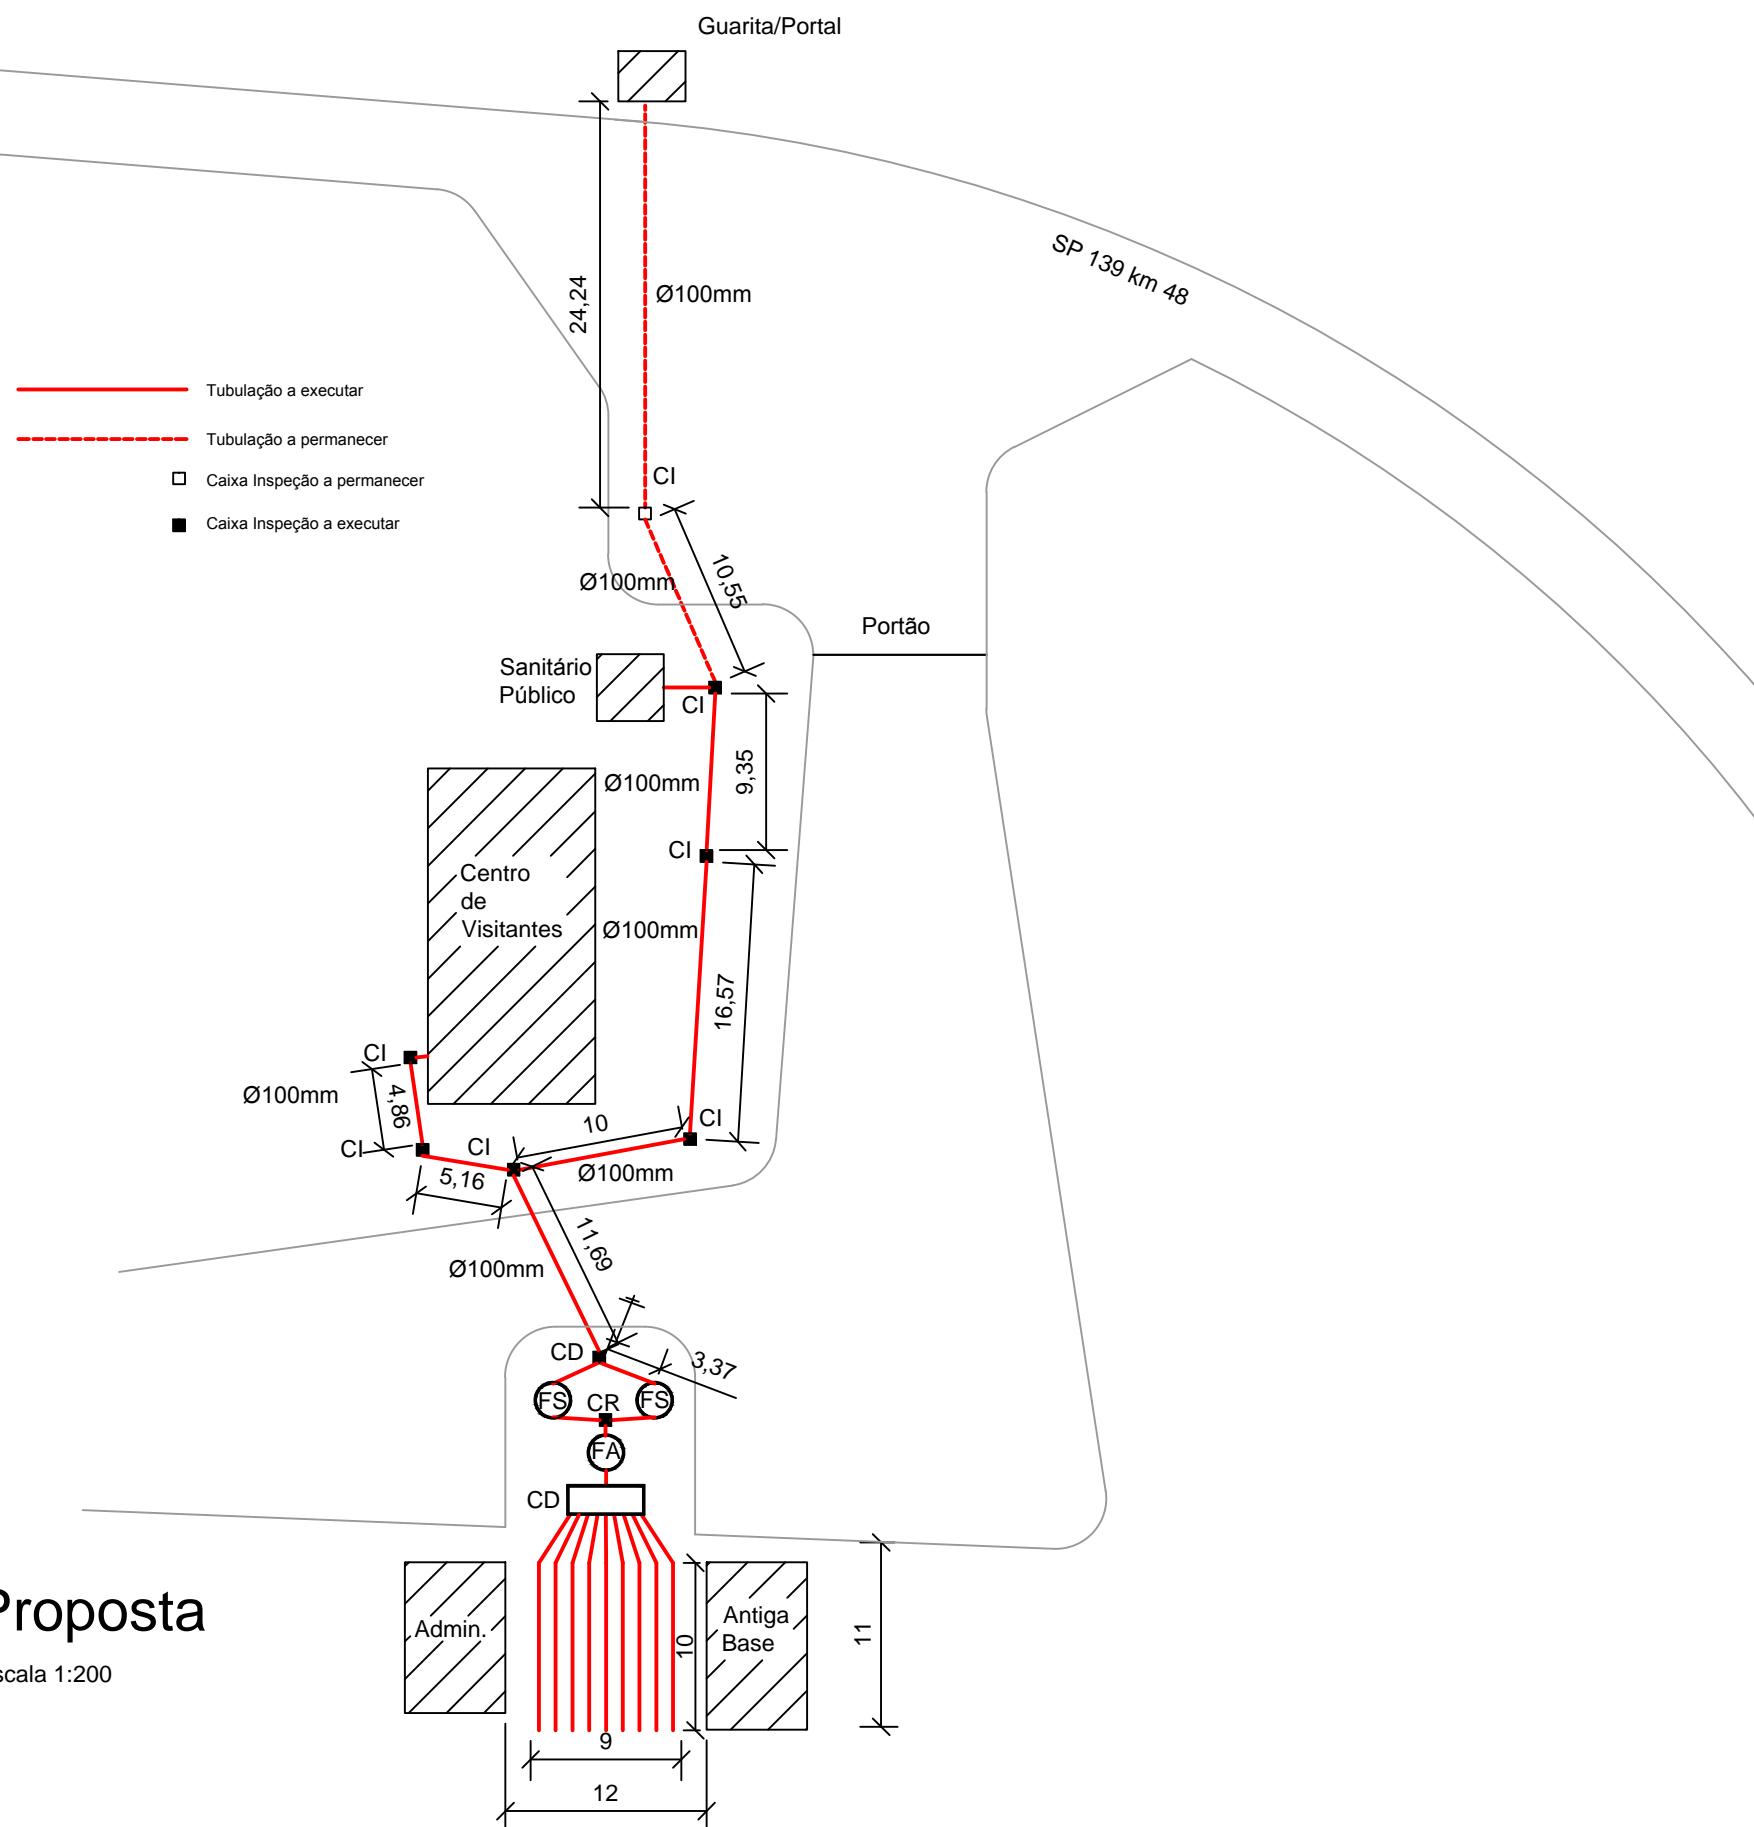 Guarita/Portal
SP 139 km 48
24,24
Ø100mm
Tubulação a executar
Tubulação a permanecer
Caixa Inspeção a permanecer
Caixa Inspeção a executar
CI
10,55
Ø100mm
Portão
Sanitário
Público
CI
9,35
Ø100mm
CI
Centro
de
Visitantes
Ø100mm
16,57
CI
4,86
Ø100mm
CI
CI
10
CI
Ø100mm
5,16
11,69
Ø100mm
CD
3,37
FS
CR
FS
FA
CD
Proposta
scala 1:200
Admin.
10
Antiga
Base
11
9
12